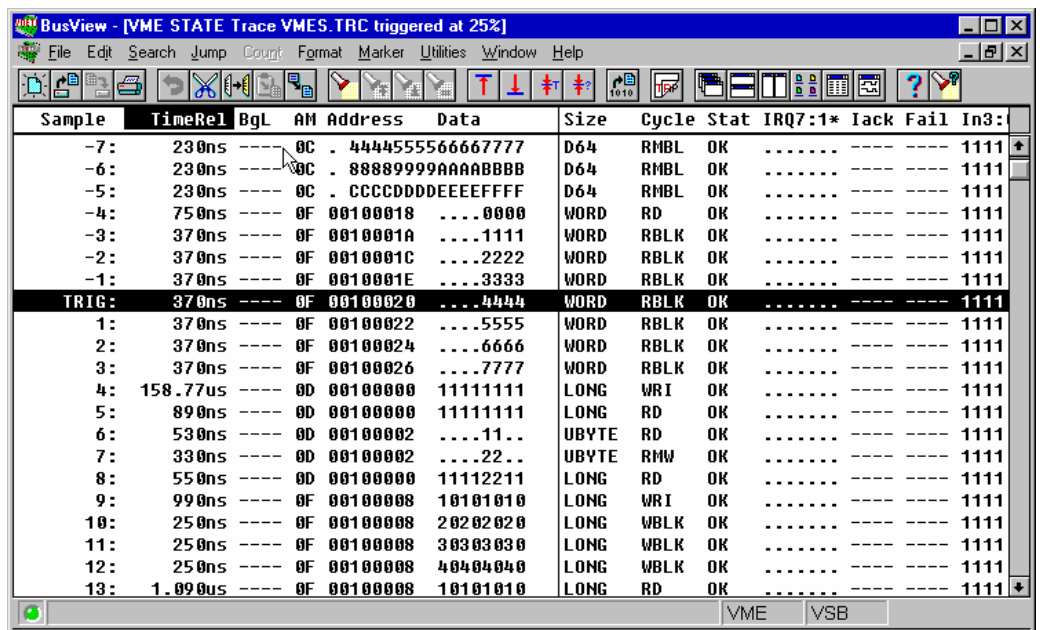 BusView - [VME STATE Trace VMES.TRC triggered at 25%]
File Edit Search Jump Count Format Marker Utilities Window Help
Sample TimeRel BgL AM Address Data Size Cycle Stat IRQ7:1* Iack Fail In3:
-7: 230ns ---- 0C . 4444555566667777 D64 RMBL OK ....... ---- ---- 1111
-6: 230ns ---- 0C . 88889999AAAABBBB D64 RMBL OK ....... ---- ---- 1111
-5: 230ns ---- 0C . CCCCDDDDEEEEFFFF D64 RMBL OK ....... ---- ---- 1111
-4: 750ns ---- 0F 00100018 ....0000 WORD RD OK ....... ---- ---- 1111
-3: 370ns ---- 0F 0010001A ....1111 WORD RBLK OK ....... ---- ---- 1111
-2: 370ns ---- 0F 0010001C ....2222 WORD RBLK OK ....... ---- ---- 1111
-1: 370ns ---- 0F 0010001E ....3333 WORD RBLK OK ....... ---- ---- 1111
TRIG: 370ns ---- 0F 00100020 ....4444 WORD RBLK OK ....... ---- ---- 1111
1: 370ns ---- 0F 00100022 ....5555 WORD RBLK OK ....... ---- ---- 1111
2: 370ns ---- 0F 00100024 ....6666 WORD RBLK OK ....... ---- ---- 1111
3: 370ns ---- 0F 00100026 ....7777 WORD RBLK OK ....... ---- ---- 1111
4: 158.77us ---- 0D 00100000 11111111 LONG WRI OK ....... ---- ---- 1111
5: 890ns ---- 0D 00100000 11111111 LONG RD OK ....... ---- ---- 1111
6: 530ns ---- 0D 00100002 ....11.. UBYTE RD OK ....... ---- ---- 1111
7: 330ns ---- 0D 00100002 ....22.. UBYTE RMW OK ....... ---- ---- 1111
8: 550ns ---- 0D 00100000 11112211 LONG RD OK ....... ---- ---- 1111
9: 990ns ---- 0F 00100008 10101010 LONG WRI OK ....... ---- ---- 1111
10: 250ns ---- 0F 00100008 20202020 LONG WBLK OK ....... ---- ---- 1111
11: 250ns ---- 0F 00100008 30303030 LONG WBLK OK ....... ---- ---- 1111
12: 250ns ---- 0F 00100008 40404040 LONG WBLK OK ....... ---- ---- 1111
13: 1.090us ---- 0F 00100008 10101010 LONG RD OK ....... ---- ---- 1111
VME VSB